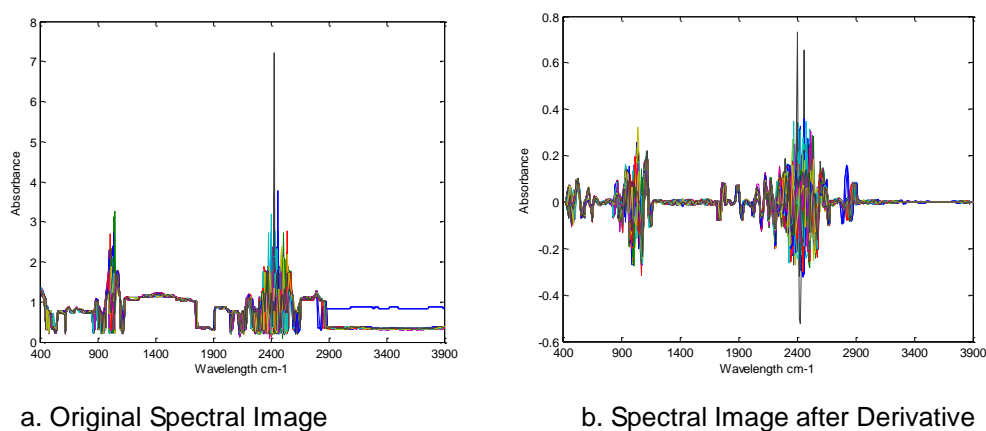 8
7
6
5
4
3
2
1
0
Absorbance
400 900 1400 1900 2400 2900 3400 3900
Wavelength cm-1
0.8
0.6
0.4
0.2
0
-0.2
-0.4
-0.6
Absorbance
400 900 1400 1900 2400 2900 3400 3900
Wavelength cm-1
a. Original Spectral Image
b. Spectral Image after Derivative